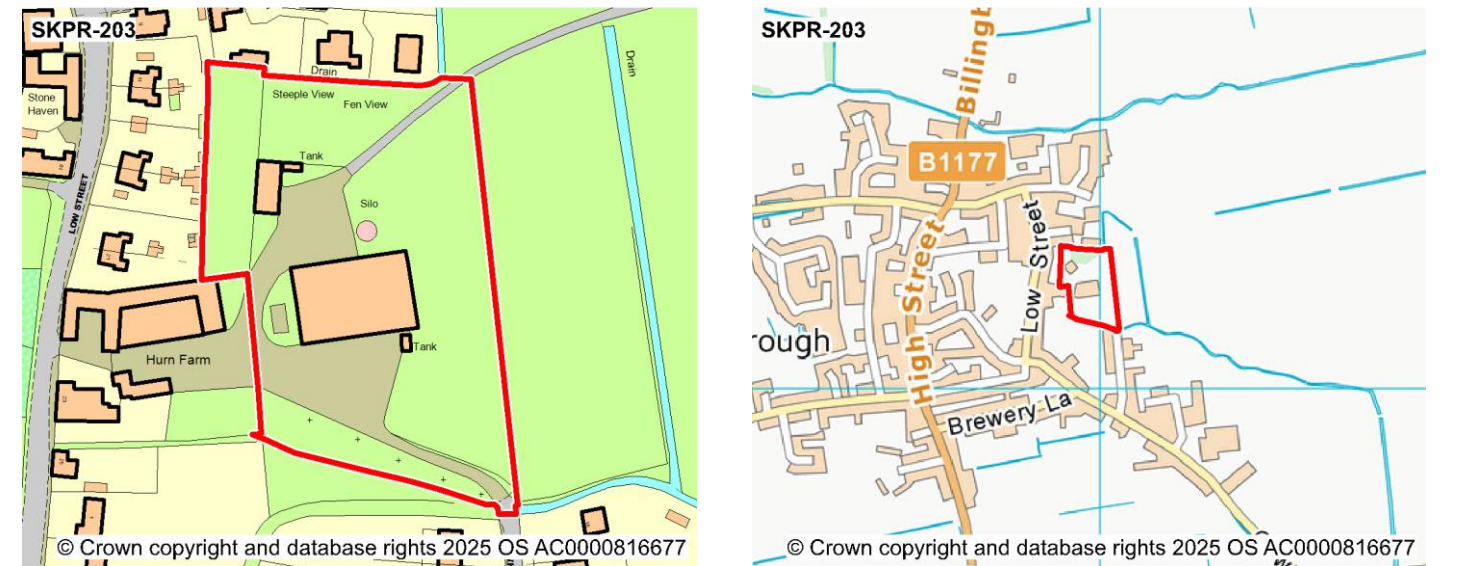 SKPR-203
Drain
Steeple View
Fen View
Drain
Stone
Haven
Tank
LOW STREET
Silo
Tank
Hurn Farm
© Crown copyright and database rights 2025 OS AC0000816677
SKPR-203
Billingt
B1177
High Street
Low Street
rough
Brewery La
© Crown copyright and database rights 2025 OS AC0000816677